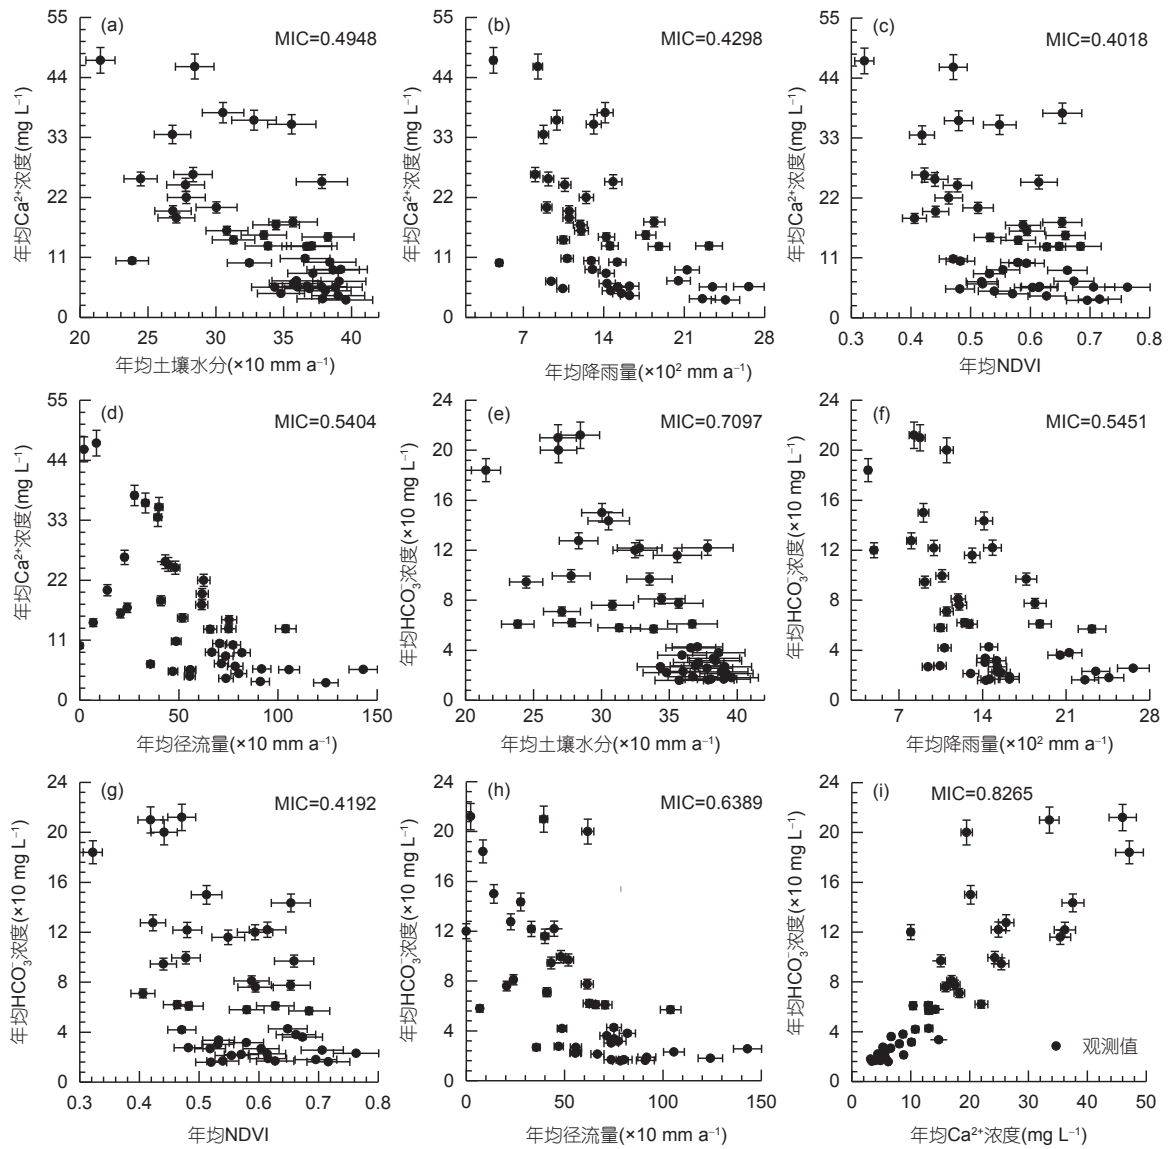 (a)
MIC=0.4948
55
44
33
22
11
0
年均Ca²⁺浓度(mg L⁻¹)
20
25
30
35
40
年均土壤水分(×10 mm a⁻¹)
(b)
MIC=0.4298
55
44
33
22
11
0
年均Ca²⁺浓度(mg L⁻¹)
7
14
21
28
年均降雨量(×10² mm a⁻¹)
(c)
MIC=0.4018
55
44
33
22
11
0
年均Ca²⁺浓度(mg L⁻¹)
0.3
0.4
0.5
0.6
0.7
0.8
年均NDVI
(d)
MIC=0.5404
55
44
33
22
11
0
年均Ca²⁺浓度(mg L⁻¹)
0
50
100
150
年均径流量(×10 mm a⁻¹)
(e)
MIC=0.7097
24
20
16
12
8
4
0
年均HCO₃⁻浓度(×10 mg L⁻¹)
20
25
30
35
40
年均土壤水分(×10 mm a⁻¹)
(f)
MIC=0.5451
24
20
16
12
8
4
0
年均HCO₃⁻浓度(×10 mg L⁻¹)
7
14
21
28
年均降雨量(×10² mm a⁻¹)
(g)
MIC=0.4192
24
20
16
12
8
4
0
年均HCO₃⁻浓度(×10 mg L⁻¹)
0.3
0.4
0.5
0.6
0.7
0.8
年均NDVI
(h)
MIC=0.6389
24
20
16
12
8
4
0
年均HCO₃⁻浓度(×10 mg L⁻¹)
0
50
100
150
年均径流量(×10 mm a⁻¹)
(i)
MIC=0.8265
24
20
16
12
8
4
0
年均HCO₃⁻浓度(×10 mg L⁻¹)
观测值
0
10
20
30
40
50
年均Ca²⁺浓度(mg L⁻¹)